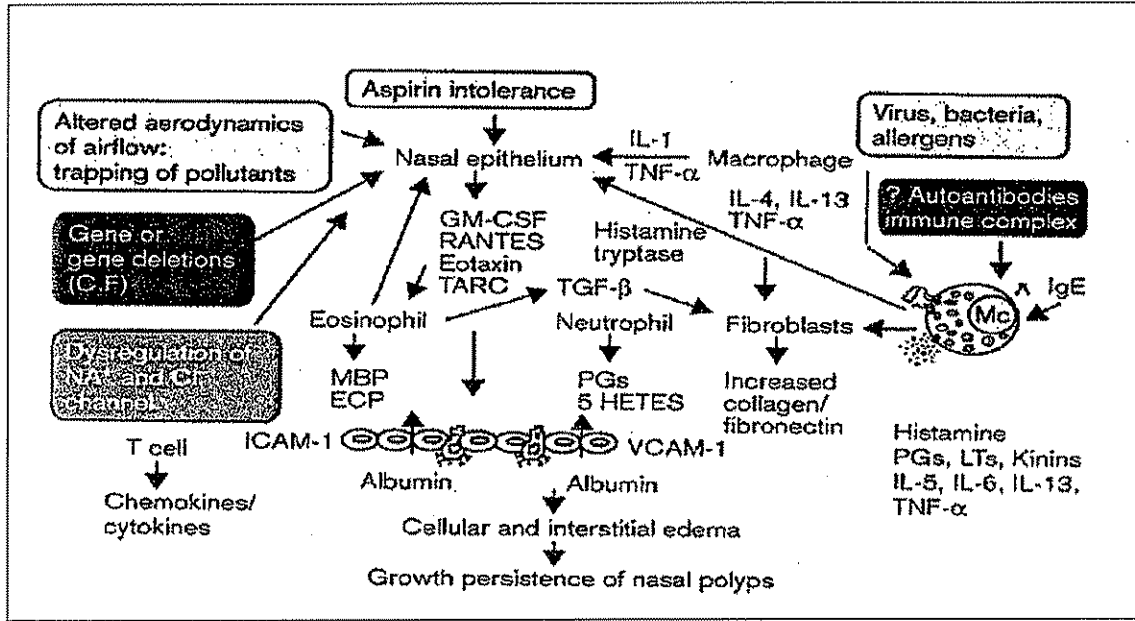 Aspirin intolerance
Altered aerodynamics
of airflow:
trapping of pollutants
Virus, bacteria,
allergens
Nasal epithelium
IL-1
TNF-α
Macrophage
IL-4, IL-13
TNF-α
? Autoantibodies
immune complex
Gene or
gene deletions
(C.F)
GM-CSF
RANTES
Eotaxin
TARC
Histamine
tryptase
IgE
Mc
Eosinophil
TGF-β
Neutrophil
Fibroblasts
Dysregulation of
NA+ and Cl-
channel
MBP
ECP
PGs
5 HETES
Increased
collagen/
fibronectin
ICAM-1
VCAM-1
T cell
Chemokines/
cytokines
Albumin
Albumin
Histamine
PGs, LTs, Kinins
IL-5, IL-6, IL-13,
TNF-α
Cellular and interstitial edema
Growth persistence of nasal polyps